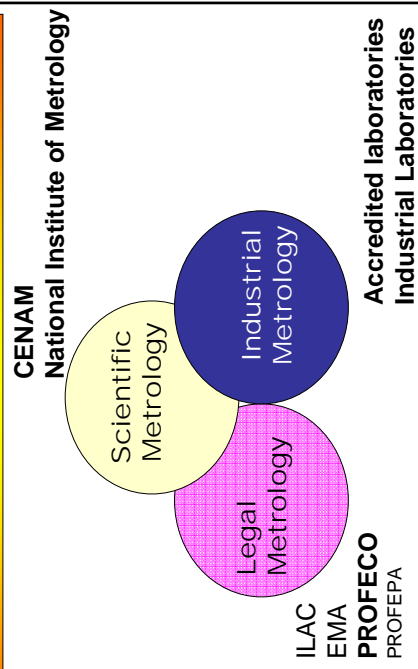 CENAM
National Institute of Metrology
Scientific
Metrology
Legal
Metrology
Industrial
Metrology
ILAC
EMA
PROFECO
PROFEPA
Accredited laboratories
Industrial Laboratories